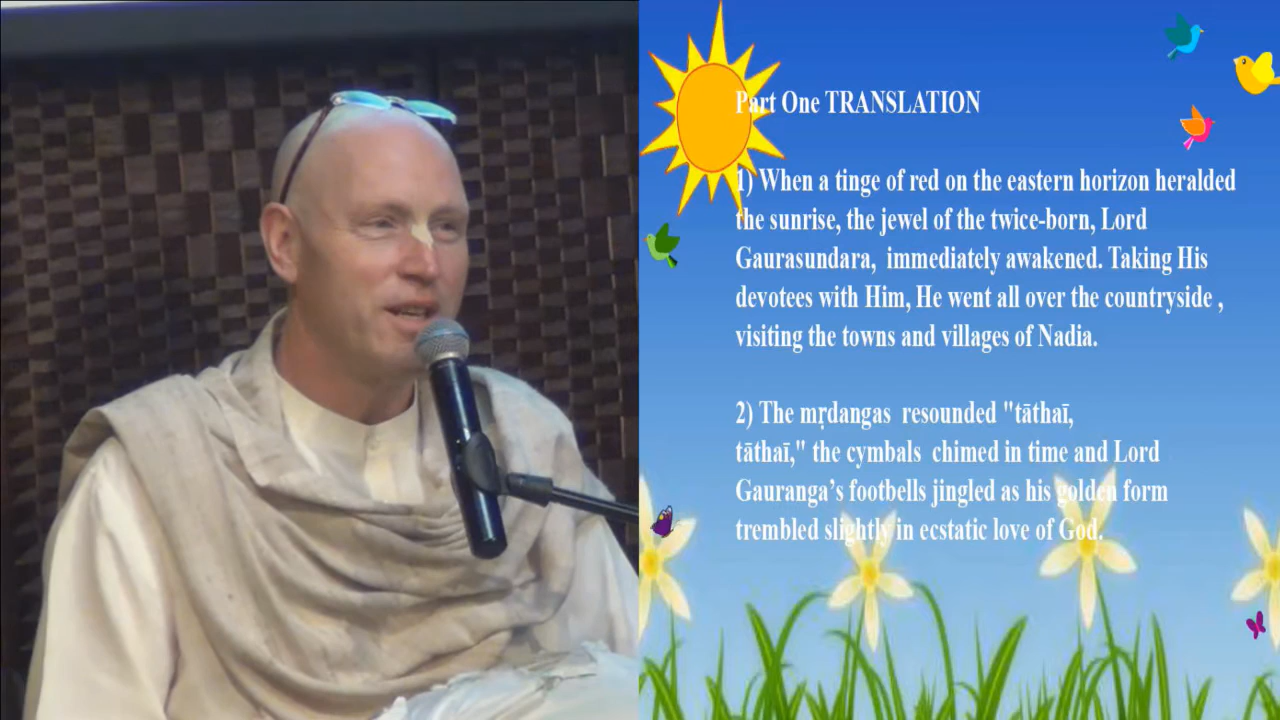 Part One TRANSLATION
1) When a tinge of red on the eastern horizon heralded
the sunrise, the jewel of the twice-born, Lord
Gaurasundara, immediately awakened. Taking His
devotees with Him, He went all over the countryside ,
visiting the towns and villages of Nadia.
2) The mṛdangas resounded "tāthaī,
tāthaī," the cymbals chimed in time and Lord
Gauranga’s footbells jingled as his golden form
trembled slightly in ecstatic love of God.